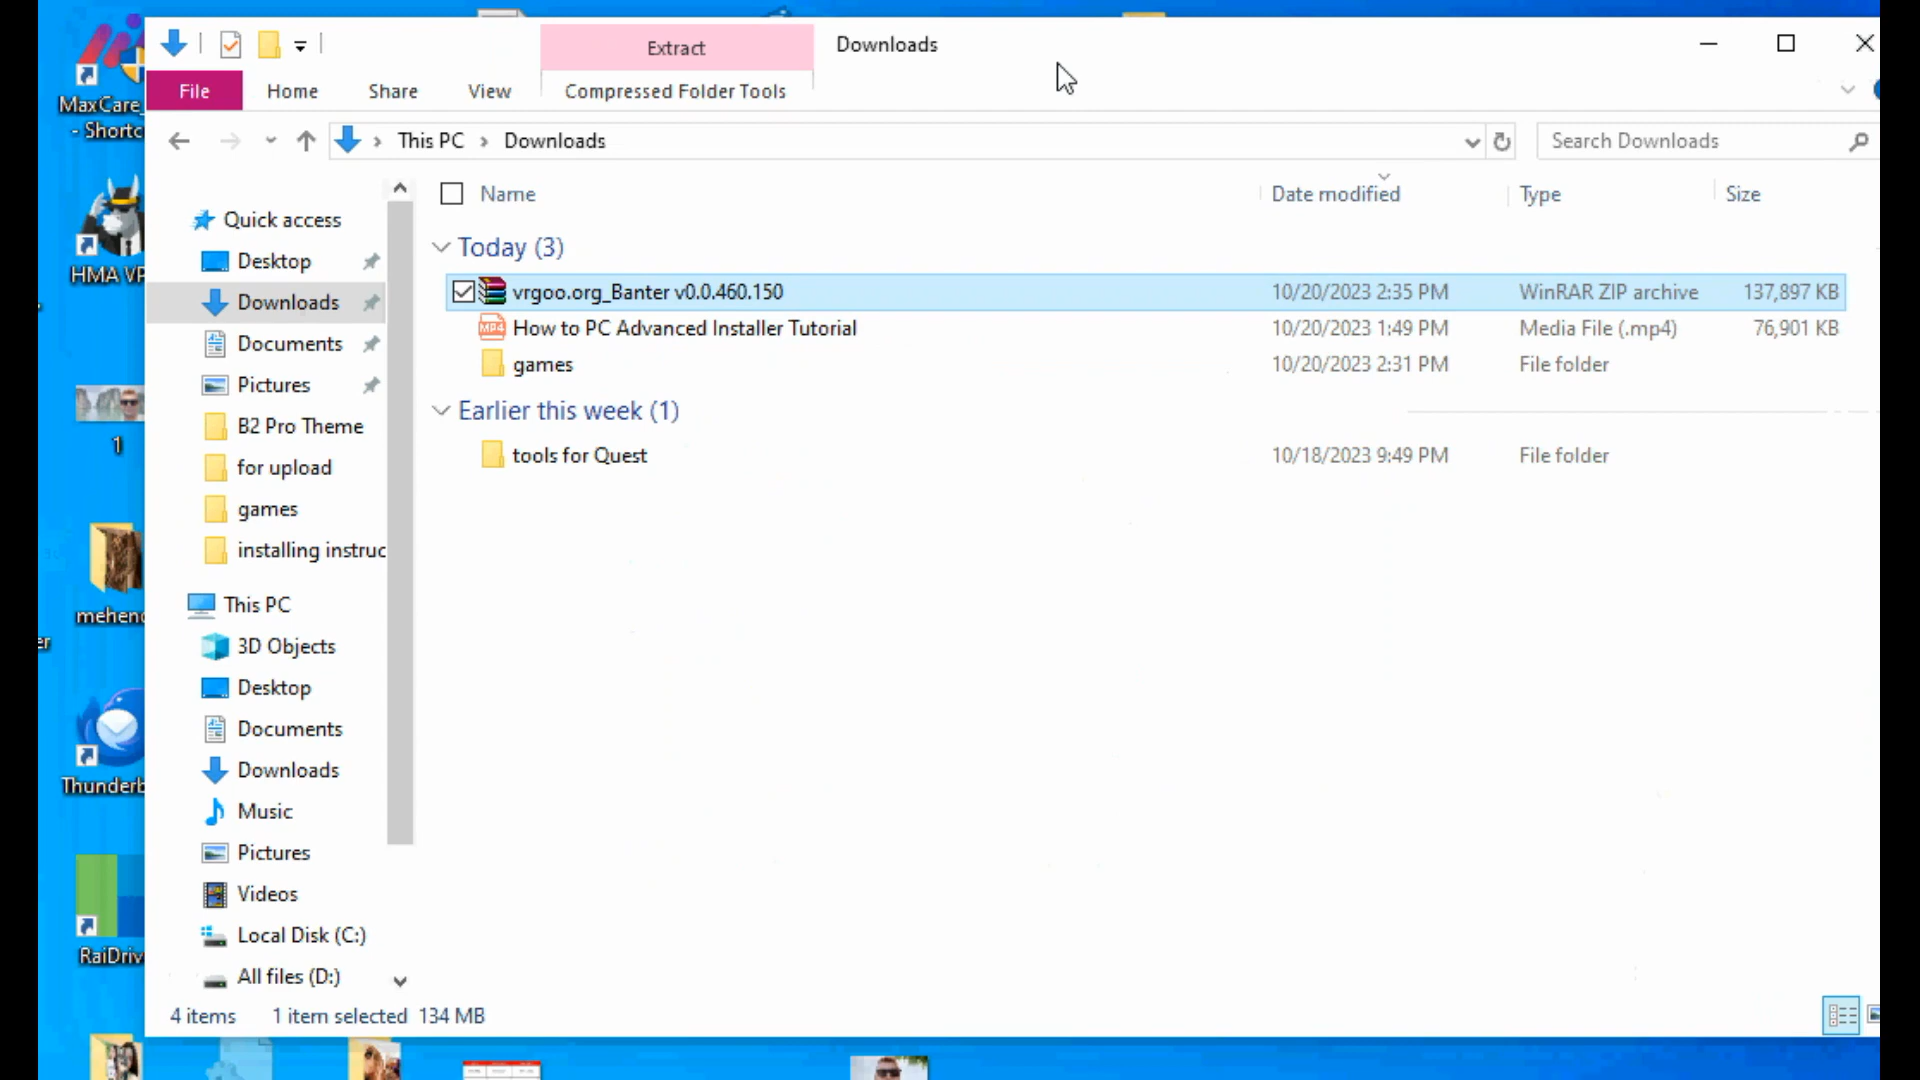 Extract
Downloads
File
Home
Share
View
Compressed Folder Tools
This PC
Downloads
Search Downloads
Name
Date modified
Type
Size
Quick access
Desktop
Downloads
Documents
Pictures
B2 Pro Theme
for upload
games
installing instruc
This PC
3D Objects
Desktop
Documents
Downloads
Music
Pictures
Videos
Local Disk (C:)
All files (D:)
Today (3)
vrgoo.org_Banter v0.0.460.150 10/20/2023 2:35 PM WinRAR ZIP archive 137,897 KB
How to PC Advanced Installer Tutorial 10/20/2023 1:49 PM Media File (.mp4) 76,901 KB
games 10/20/2023 2:31 PM File folder
Earlier this week (1)
tools for Quest 10/18/2023 9:49 PM File folder
4 items 1 item selected 134 MB
MaxCare_
- Shortc
HMA VP
1
mehend
er
Thunderb
RaiDriv
MP4